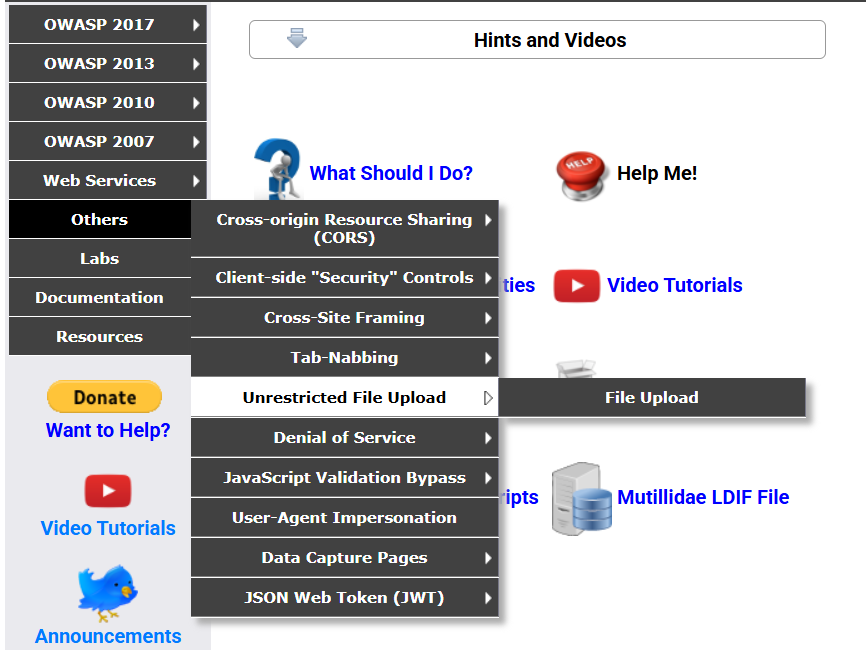 OWASP 2017
OWASP 2013
OWASP 2010
OWASP 2007
Web Services
Others
Labs
Documentation
Resources
Donate
Want to Help?
Video Tutorials
Announcements
Cross-origin Resource Sharing
(CORS)
Client-side "Security" Controls
Cross-Site Framing
Tab-Nabbing
Unrestricted File Upload
Denial of Service
JavaScript Validation Bypass
User-Agent Impersonation
Data Capture Pages
JSON Web Token (JWT)
File Upload
Hints and Videos
What Should I Do?
HELP
Help Me!
ties
Video Tutorials
ripts
Mutillidae LDIF File